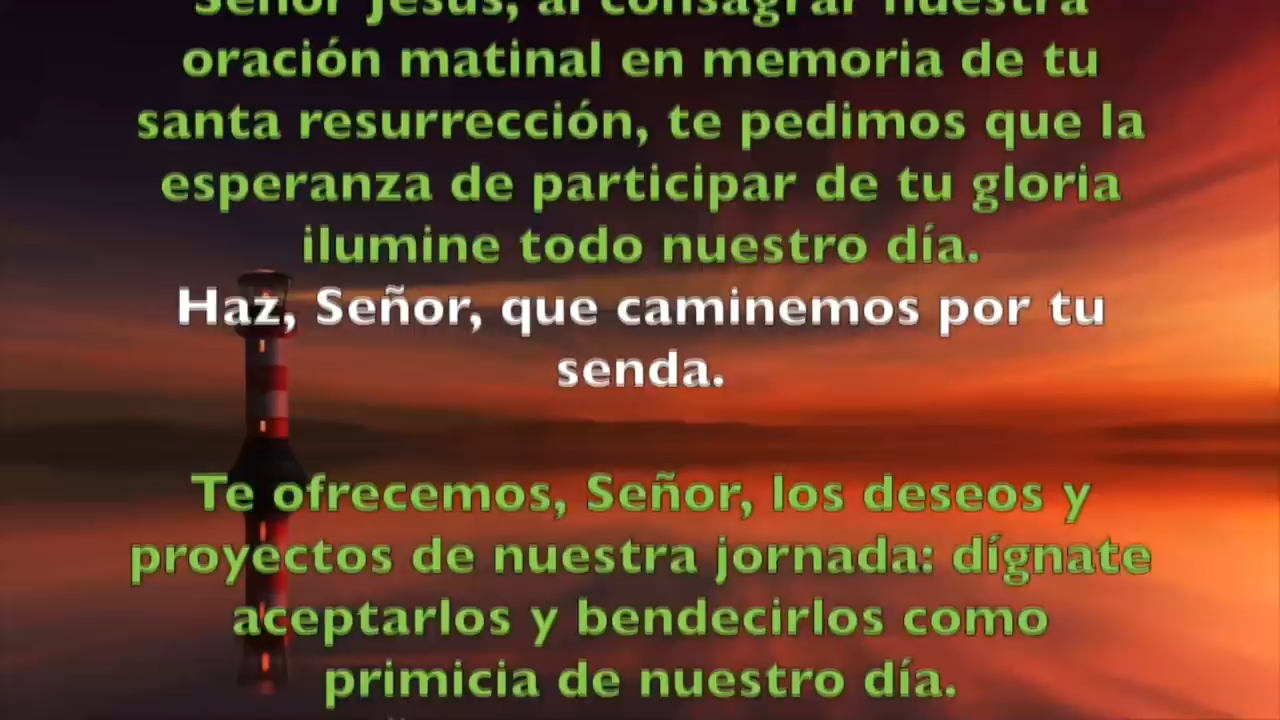 Señor Jesús, al consagrar nuestra
oración matinal en memoria de tu
santa resurrección, te pedimos que la
esperanza de participar de tu gloria
ilumine todo nuestro día.
Haz, Señor, que caminemos por tu
senda.
Te ofrecemos, Señor, los deseos y
proyectos de nuestra jornada: dígnate
aceptarlos y bendecirlos como
primicia de nuestro día.